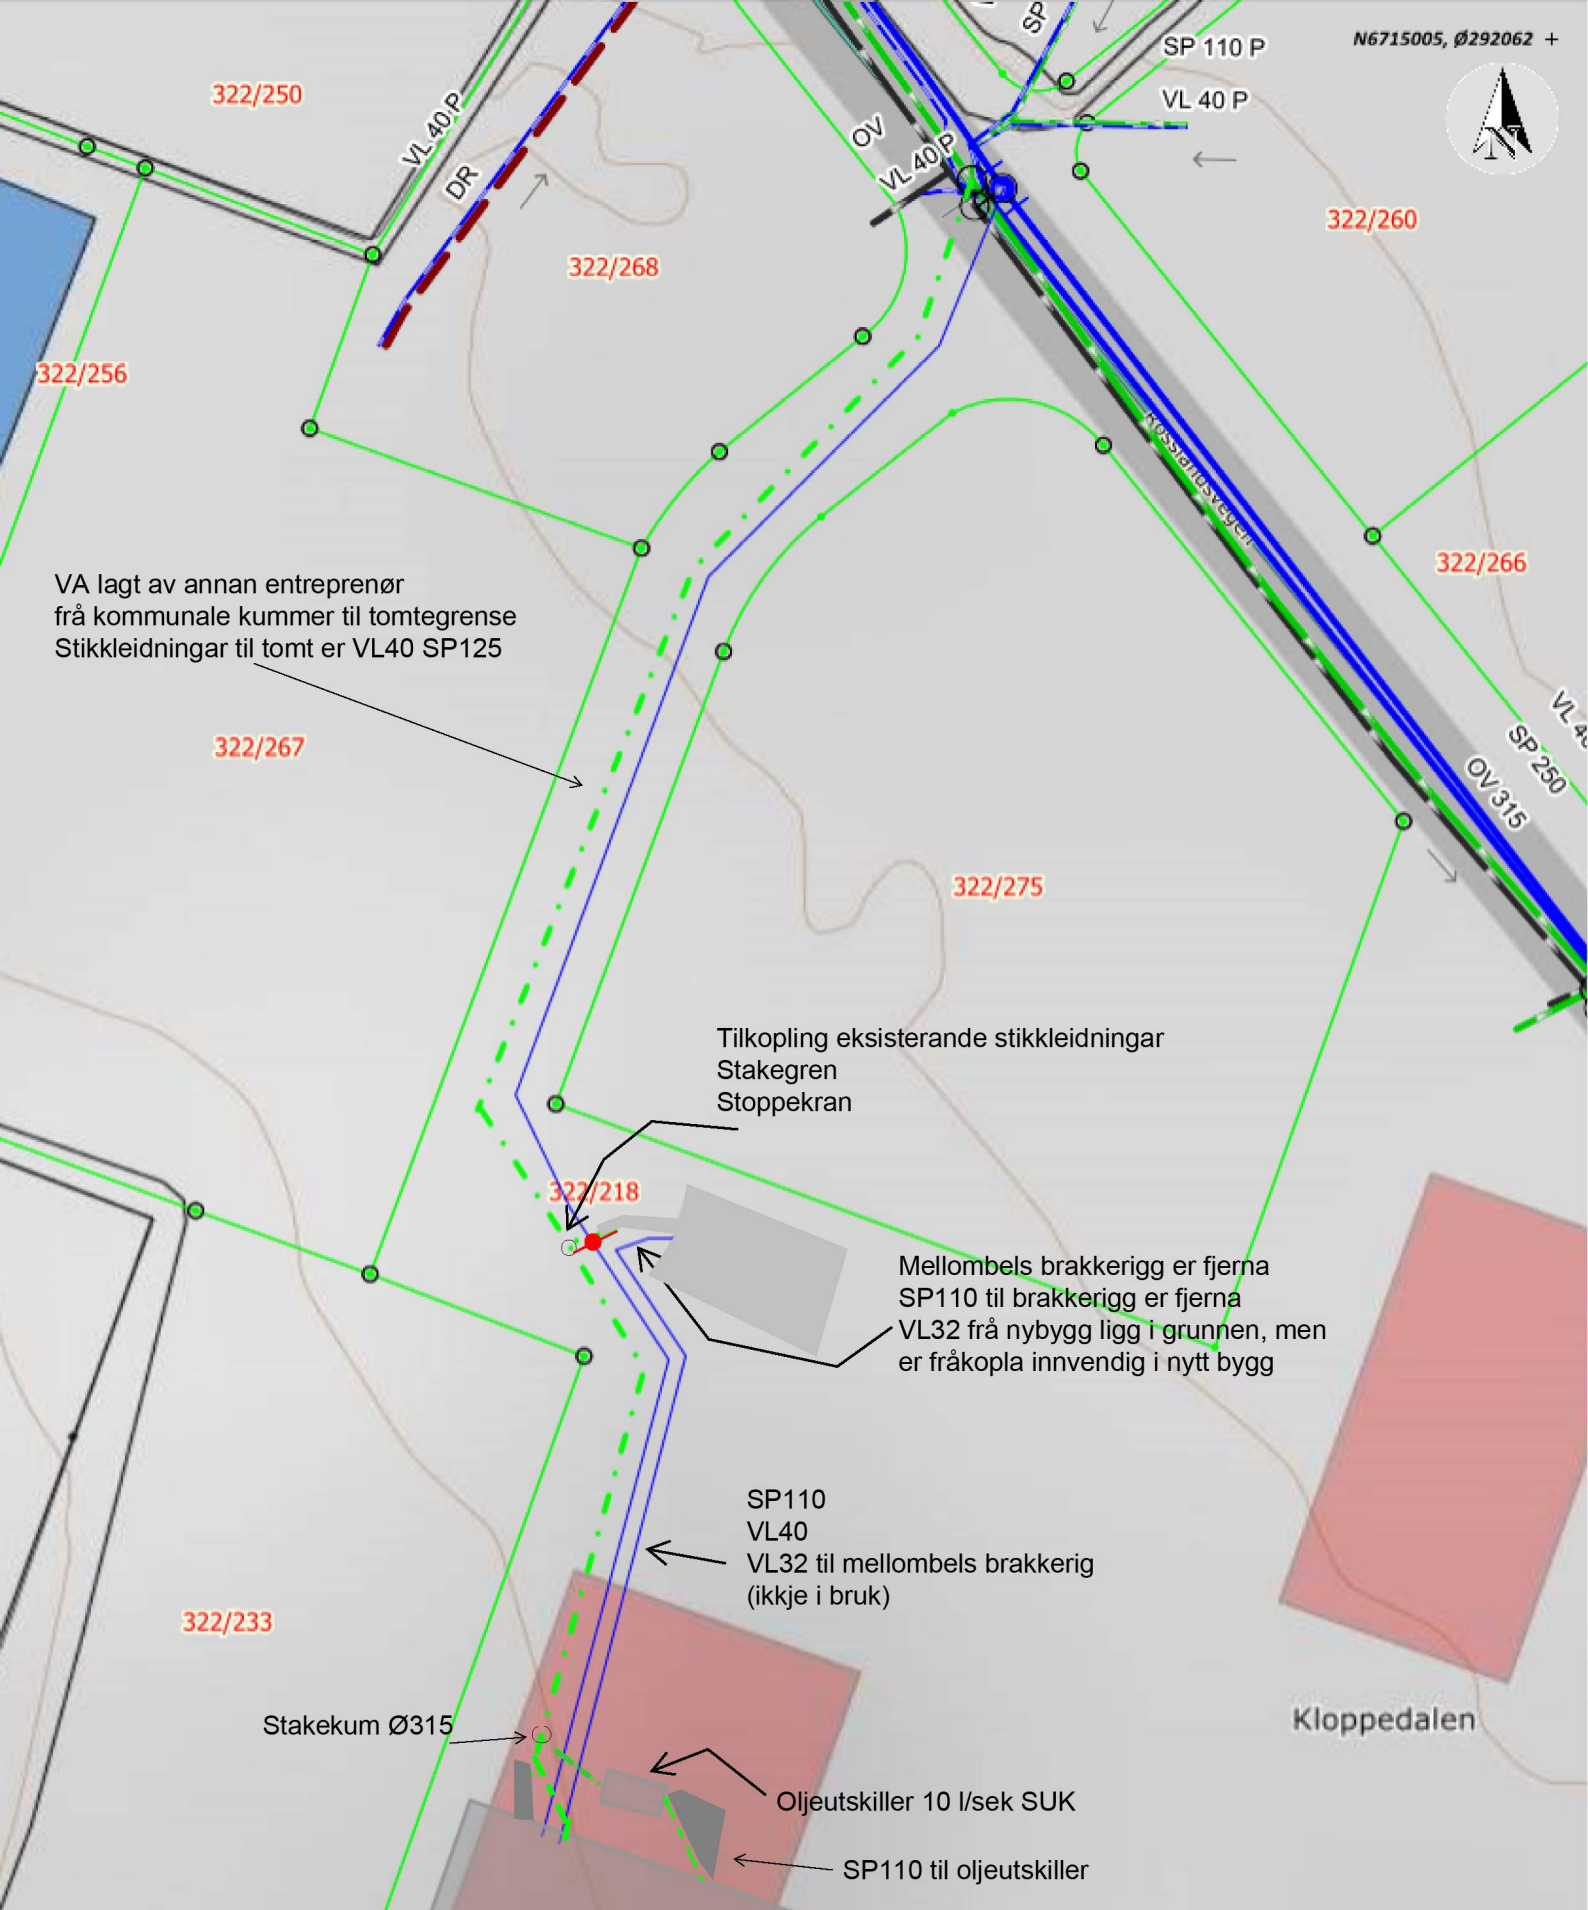 N6715005, Ø292062 +
SP
SP 110 P
VL 40 P
322/250
VL 40 P
DR
OV
VL 40 P
N
322/260
322/268
322/256
Rosslandsvegen
322/266
VA lagt av annan entreprenør
frå kommunale kummer til tomtegrense
Stikkleidningar til tomt er VL40 SP125
322/267
VL 40
SP 250
OV 315
322/275
Tilkopling eksisterande stikkleidningar
Stakegren
Stoppekran
322/218
Mellombels brakkerigg er fjerna
SP110 til brakkerigg er fjerna
VL32 frå nybygg ligg i grunnen, men
er fråkopla innvendig i nytt bygg
SP110
VL40
VL32 til mellombels brakkerig
(ikkje i bruk)
322/233
Stakekum Ø315
Kloppedalen
Oljeutskiller 10 l/sek SUK
SP110 til oljeutskiller